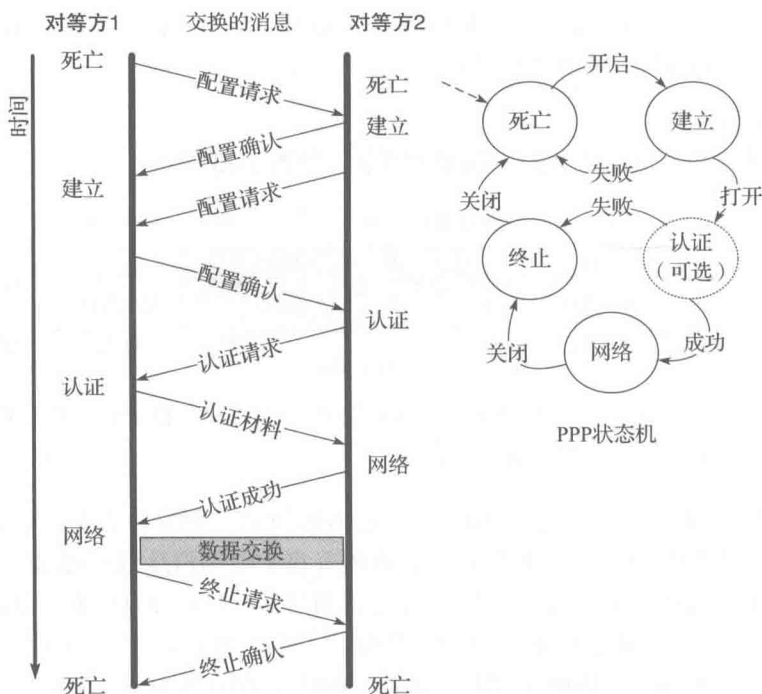 对等方1 交换的消息 对等方2
时间
死亡
配置请求
死亡
建立
配置确认
建立
配置请求
配置确认
认证
认证请求
认证
认证材料
网络
认证成功
网络
数据交换
终止请求
终止确认
死亡
死亡
开启
死亡
建立
失败
关闭
失败
打开
终止
认证
（可选）
关闭
网络
成功
PPP状态机